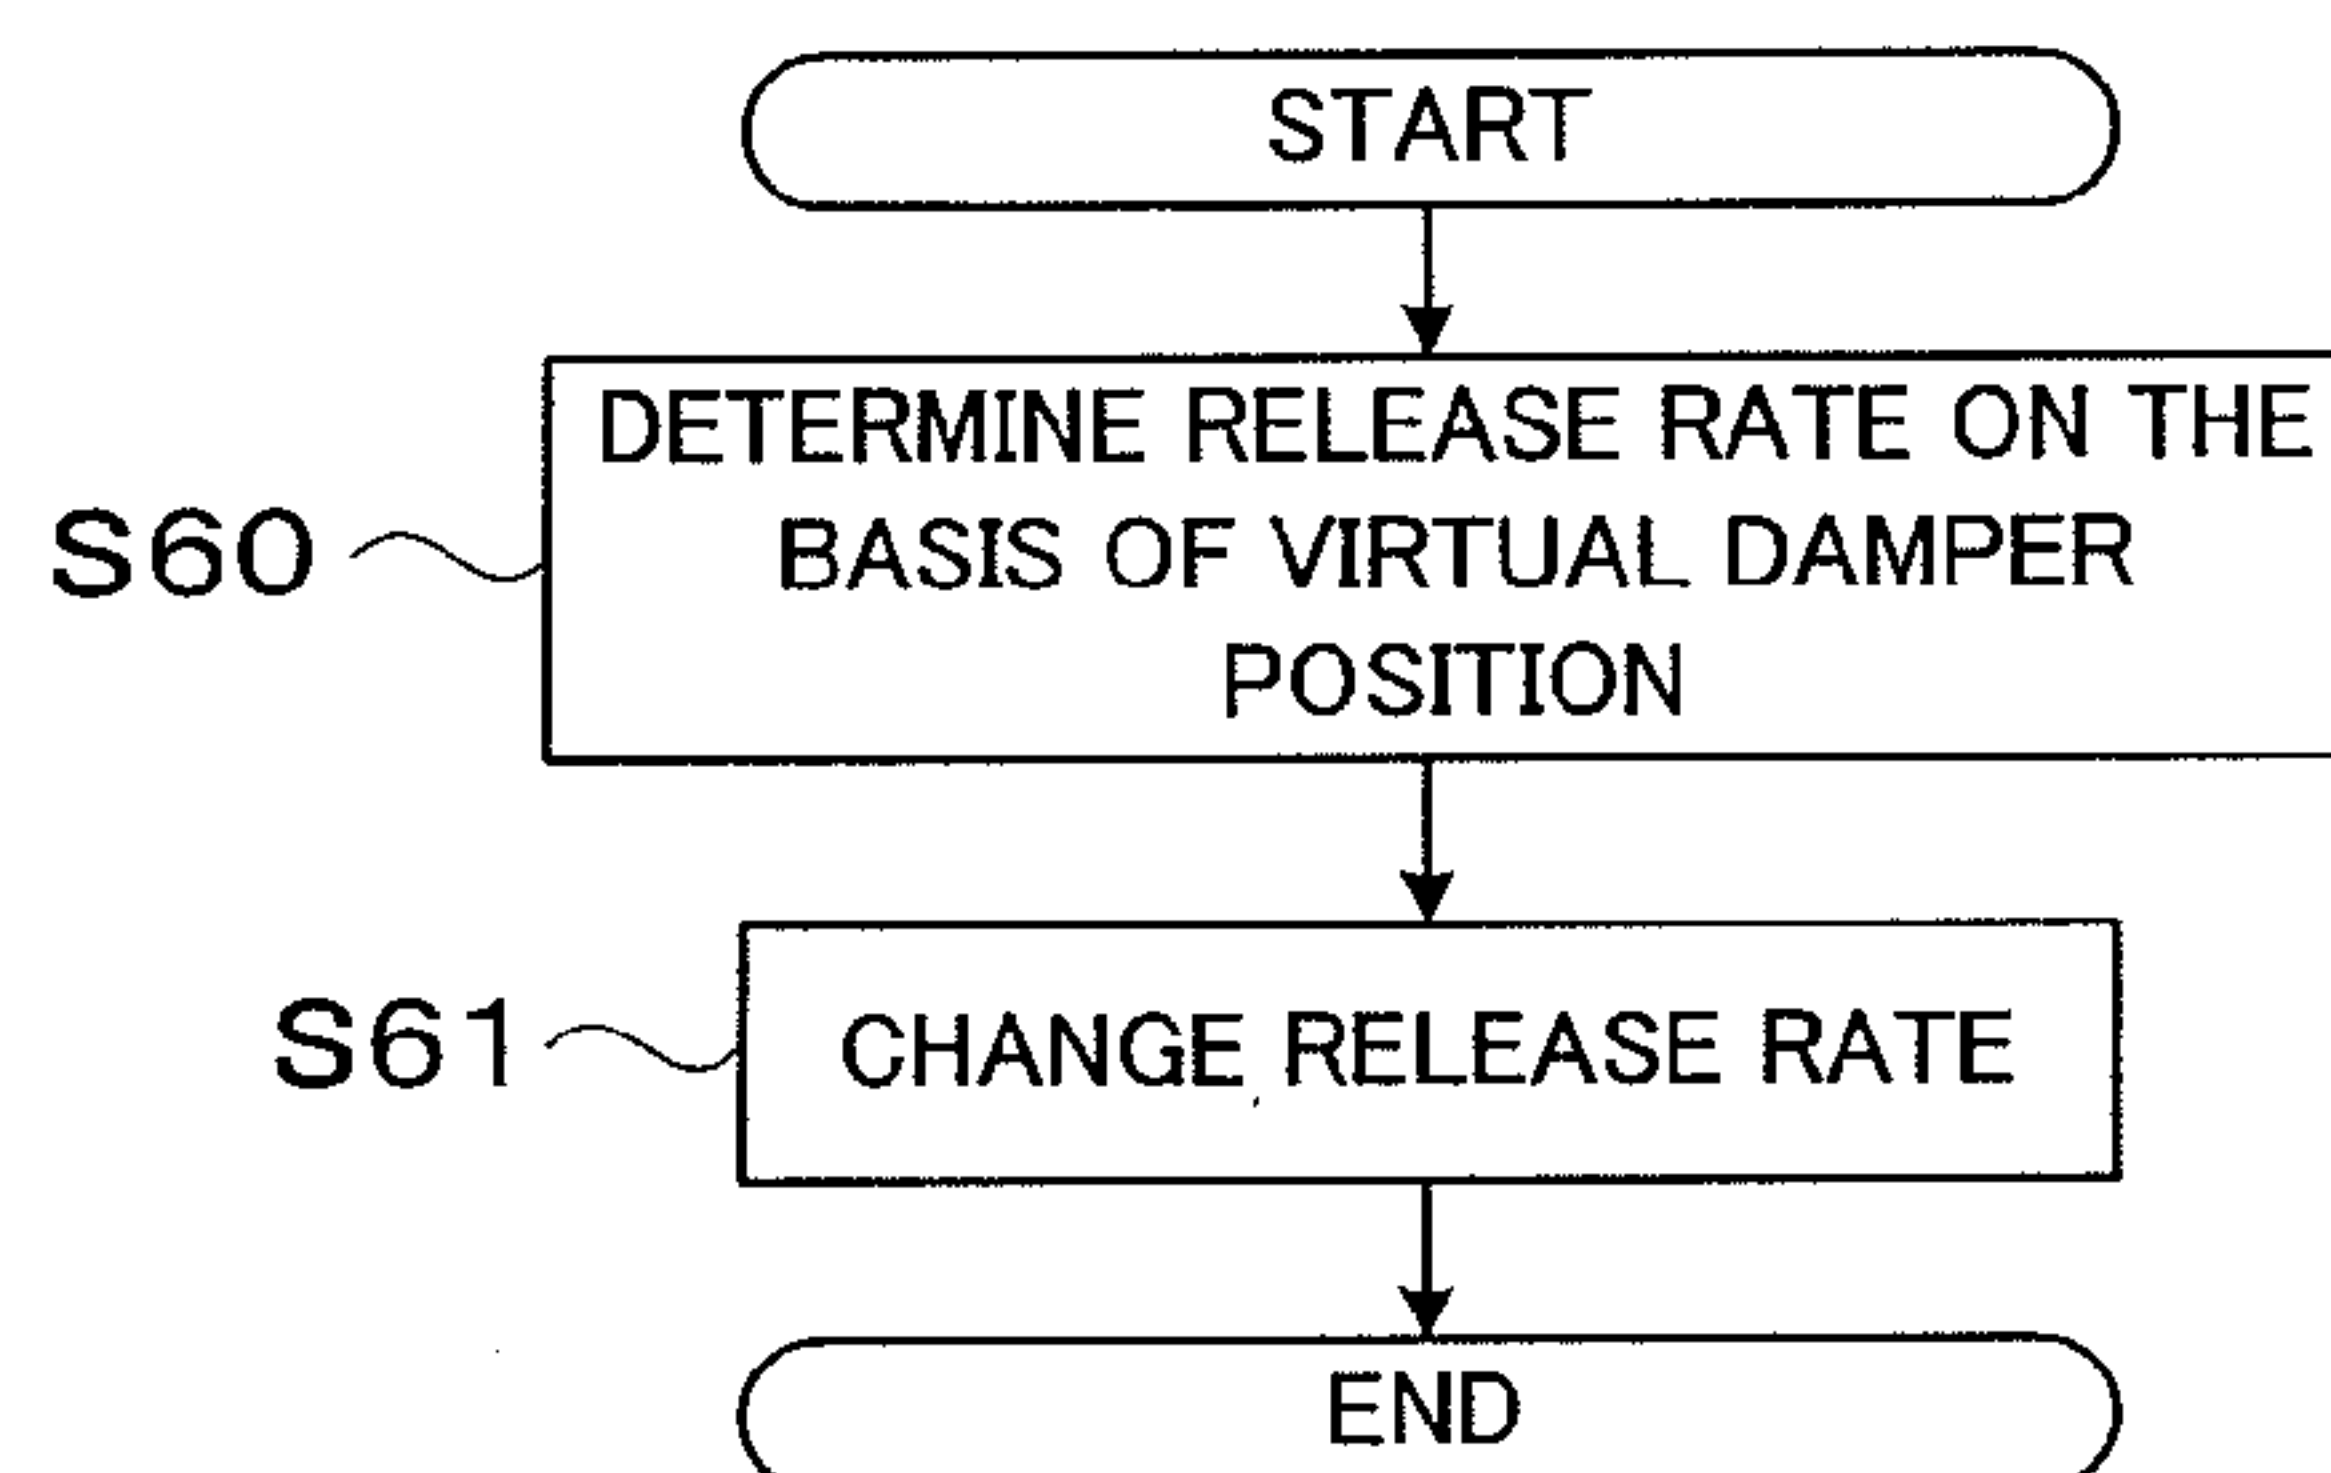 START
DETERMINE RELEASE RATE ON THE
BASIS OF VIRTUAL DAMPER
POSITION
S60
CHANGE RELEASE RATE
S61
END